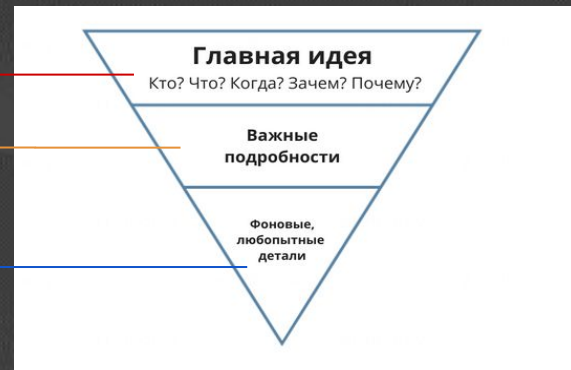 Главная идея
Кто? Что? Когда? Зачем? Почему?
Важные
подробности
Фоновые,
любопытные
детали